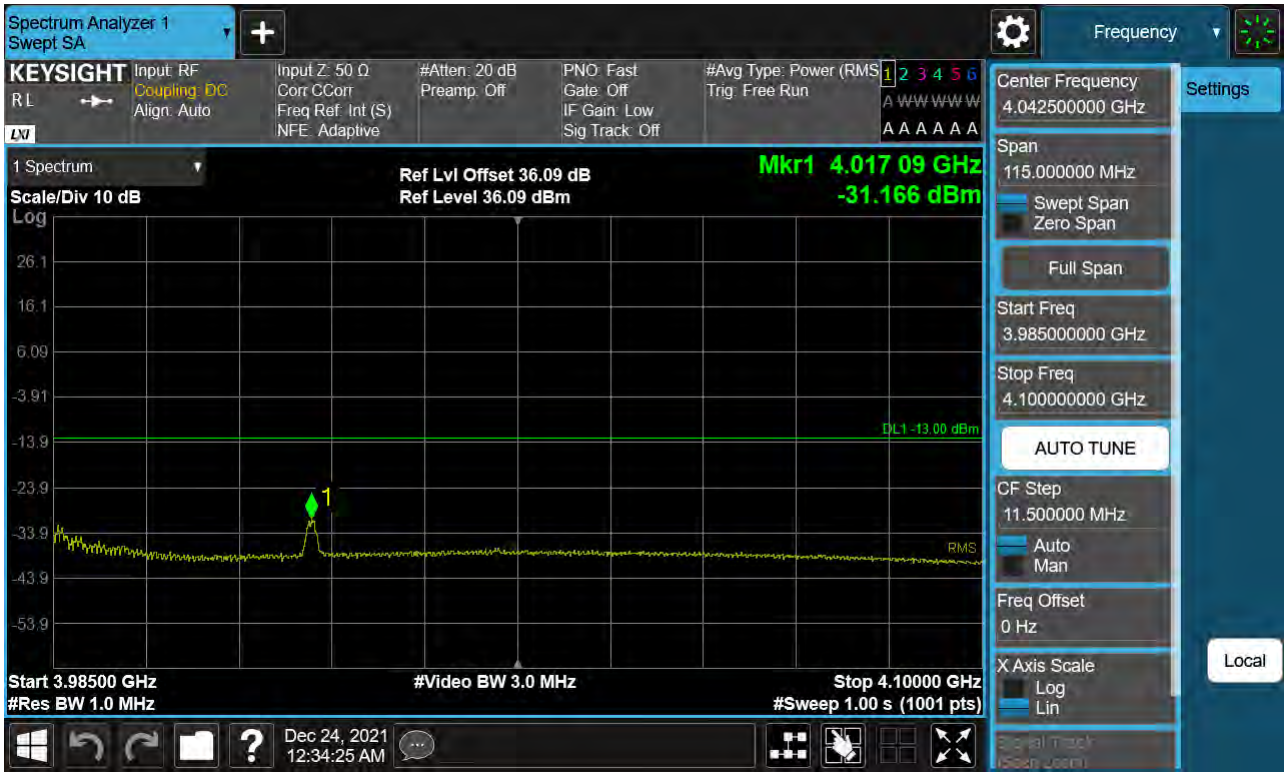 Spectrum Analyzer 1
Swept SA
+
Frequency
KEYSIGHT
RL
LXI
Input: RF
Coupling: DC
Align: Auto
Input Z: 50 Ω
Corr CCorr
Freq Ref: Int (S)
NFE: Adaptive
#Atten: 20 dB
Preamp: Off
PNO: Fast
Gate: Off
IF Gain: Low
Sig Track: Off
#Avg Type: Power (RMS
Trig: Free Run
1 2 3 4 5 6
A W W W W W
A A A A A A
1 Spectrum
Scale/Div 10 dB
Log
Ref Lvl Offset 36.09 dB
Ref Level 36.09 dBm
Mkr1 4.017 09 GHz
-31.166 dBm
26.1
16.1
6.09
-3.91
DL1 -13.00 dBm
-13.9
-23.9
1
-33.9
RMS
-43.9
-53.9
Start 3.98500 GHz
#Res BW 1.0 MHz
#Video BW 3.0 MHz
Stop 4.10000 GHz
#Sweep 1.00 s (1001 pts)
Center Frequency
4.042500000 GHz
Settings
Span
115.000000 MHz
Swept Span
Zero Span
Full Span
Start Freq
3.985000000 GHz
Stop Freq
4.100000000 GHz
AUTO TUNE
CF Step
11.500000 MHz
Auto
Man
Freq Offset
0 Hz
X Axis Scale
Log
Lin
Local
Signal Track
(Span Zoom)
?
Dec 24, 2021
12:34:25 AM